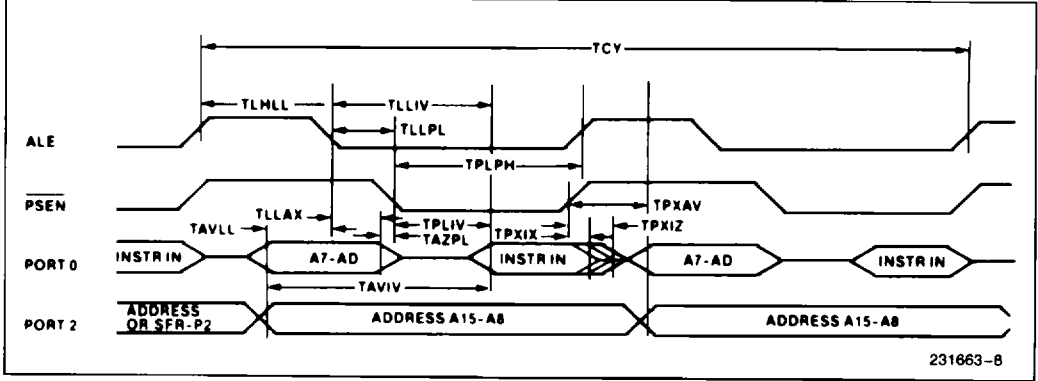 TCY
TLHLL
TLLIV
TLLPL
ALE
TPLPH
PSEN
TPXAV
TLLAX
TAVLL
TPLIV
TPXIZ
TAZPL
TPXIX
PORT 0
INSTR IN
A7-AD
INSTR IN
A7-AD
INSTR IN
TAVIV
PORT 2
ADDRESS
OR SFR-P2
ADDRESS A15-A8
ADDRESS A15-A8
231663-8